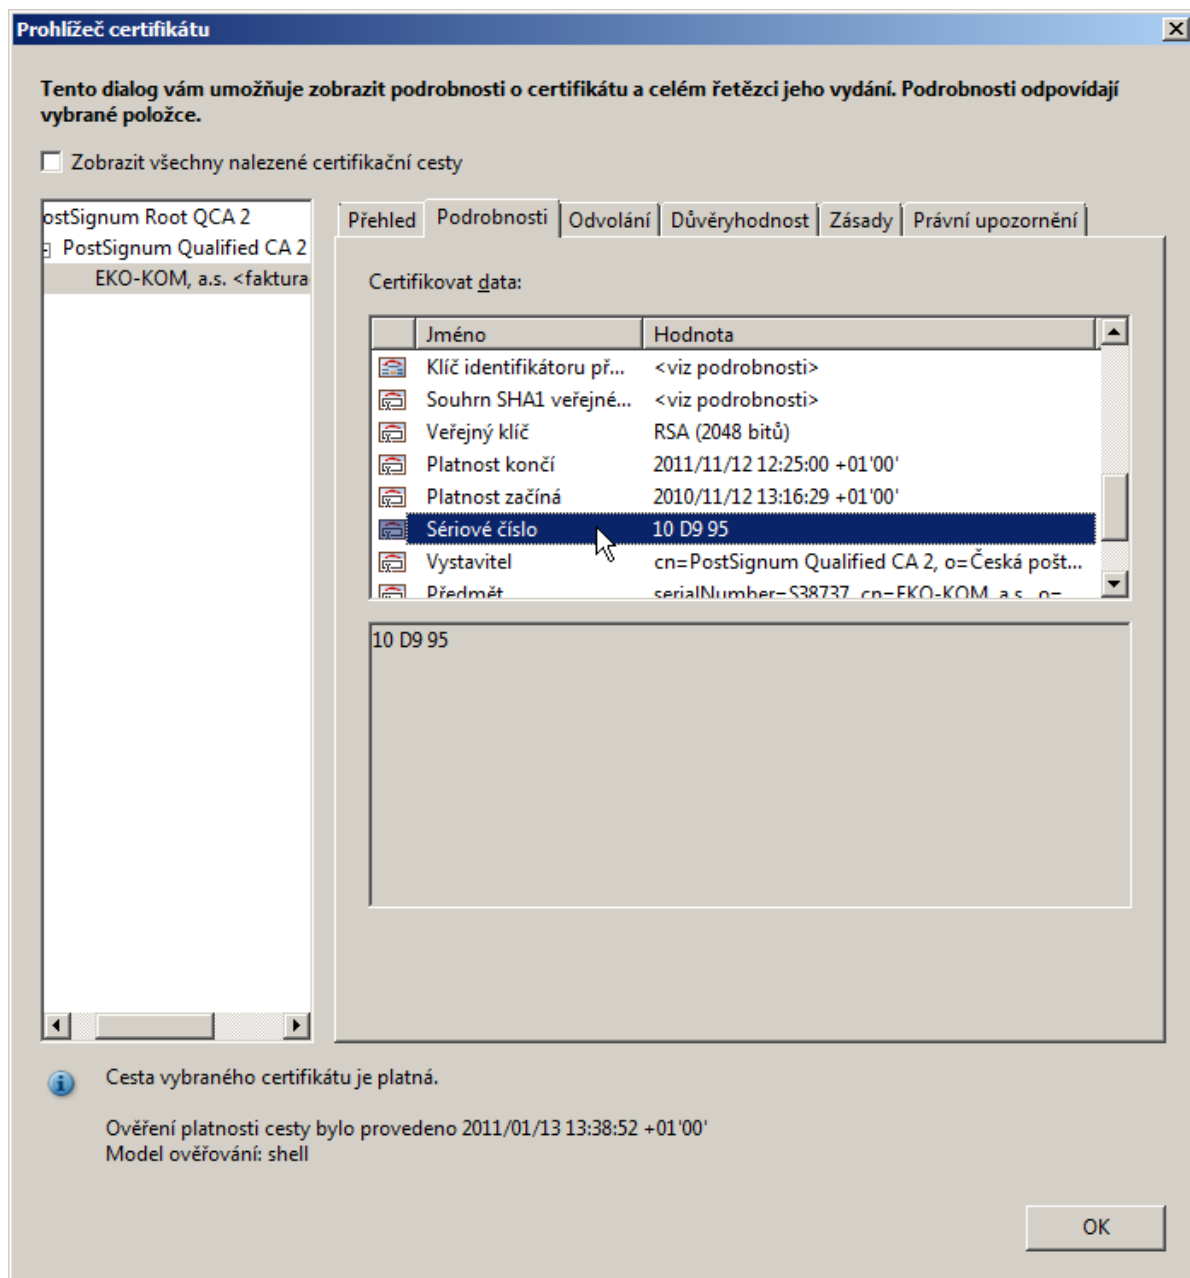 Prohlížeč certifikátu
Tento dialog vám umožňuje zobrazit podrobnosti o certifikátu a celém řetězci jeho vydání. Podrobnosti odpovídají
vybrané položce.
Zobrazit všechny nalezené certifikační cesty
ostSignum Root QCA 2
PostSignum Qualified CA 2
EKO-KOM, a.s. <faktura
Přehled Podrobnosti Odvolání Důvěryhodnost Zásady Právní upozornění
Certifikovat data:
Jméno Hodnota
Klíč identifikátoru př... <viz podrobnosti>
Souhrn SHA1 veřejné... <viz podrobnosti>
Veřejný klíč RSA (2048 bitů)
Platnost končí 2011/11/12 12:25:00 +01'00'
Platnost začíná 2010/11/12 13:16:29 +01'00'
Sériové číslo 10 D9 95
Vystavitel cn=PostSignum Qualified CA 2, o=Česká pošt...
Předmět serialNumber=S38737, cn=EKO-KOM, a.s., o=
10 D9 95
Cesta vybraného certifikátu je platná.
Ověření platnosti cesty bylo provedeno 2011/01/13 13:38:52 +01'00'
Model ověřování: shell
OK